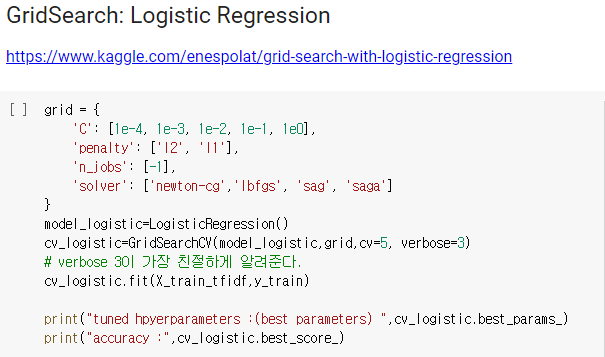 GridSearch: Logistic Regression
https://www.kaggle.com/enespolat/grid-search-with-logistic-regression
[ ] grid = {
    'C': [1e-4, 1e-3, 1e-2, 1e-1, 1e0],
    'penalty': ['l2', 'l1'],
    'n_jobs': [-1],
    'solver': ['newton-cg','lbfgs', 'sag', 'saga']
}
model_logistic=LogisticRegression()
cv_logistic=GridSearchCV(model_logistic,grid,cv=5, verbose=3)
# verbose 3이 가장 친절하게 알려준다.
cv_logistic.fit(X_train_tfidf,y_train)
print("tuned hpyerparameters :(best parameters) ",cv_logistic.best_params_)
print("accuracy :",cv_logistic.best_score_)